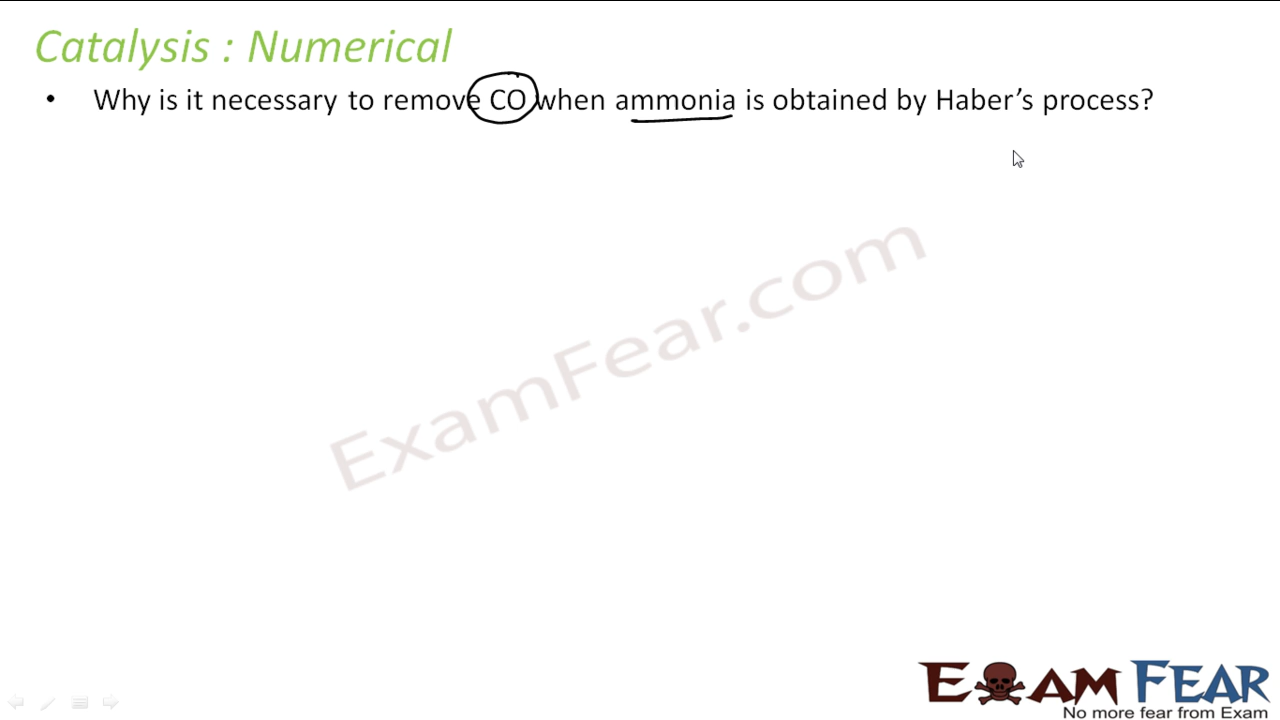 Catalysis : Numerical
• Why is it necessary to remove CO when ammonia is obtained by Haber’s process?
ExamFear.com
EXAM FEAR
No more fear from Exam